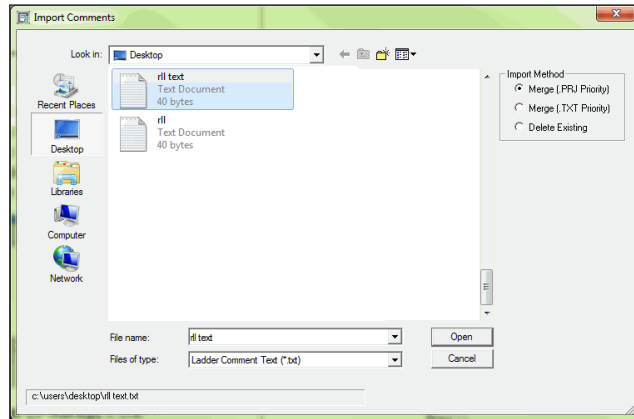 Import Comments
Look in:
Desktop
rll text
Text Document
40 bytes
rll
Text Document
40 bytes
Recent Places
Desktop
Libraries
Computer
Network
Import Method
Merge (.PRJ Priority)
Merge (.TXT Priority)
Delete Existing
File name:
rll text
Open
Files of type:
Ladder Comment Text (*.txt)
Cancel
c:\users\desktop\rll text.txt